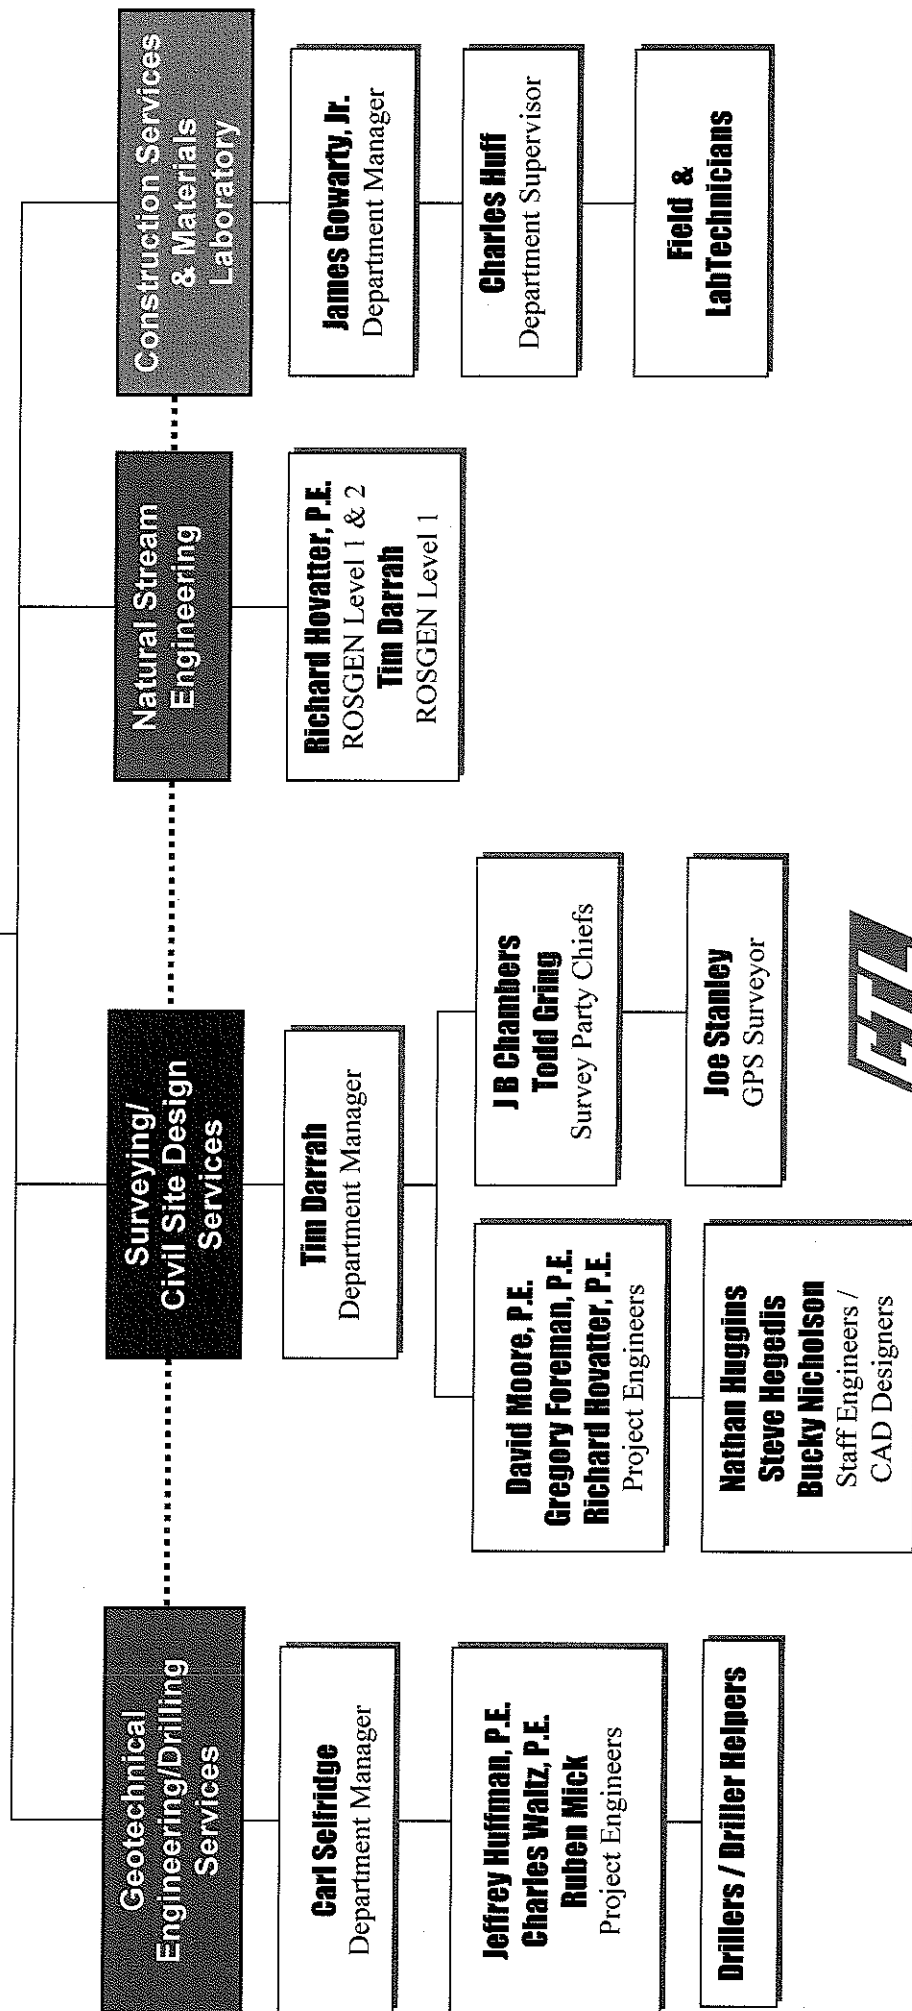 Geotechnical
Engineering/Drilling
Services
Carl Selfridge
Department Manager
Jeffrey Huffman, P.E.
Charles Waltz, P.E.
Ruben Mick
Project Engineers
Drillers / Driller Helpers
Surveying/
Civil Site Design
Services
Tim Darrah
Department Manager
David Moore, P.E.
Gregory Foreman, P.E.
Richard Hovatter, P.E.
Project Engineers
Nathan Huggins
Steve Hegedis
Bucky Nicholson
Staff Engineers /
CAD Designers
J B Chambers
Todd Gring
Survey Party Chiefs
Joe Stanley
GPS Surveyor
Natural Stream
Engineering
Richard Hovatter, P.E.
ROSGEN Level 1 & 2
Tim Darrah
ROSGEN Level 1
Construction Services
& Materials
Laboratory
James Gowarty, Jr.
Department Manager
Charles Huff
Department Supervisor
Field &
LabTechnicians